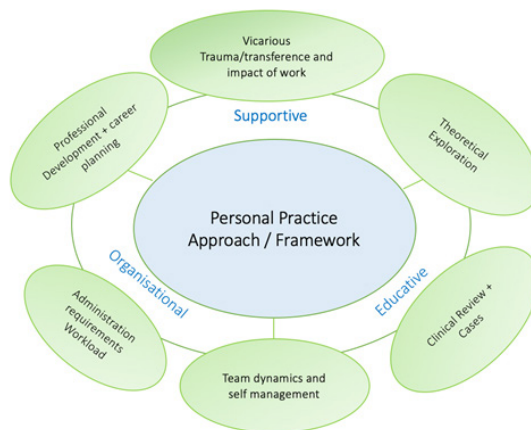 Vicarious
Trauma/transference and
impact of work
Supportive
Professional
Development + career
planning
Theoretical
Exploration
Personal Practice
Approach / Framework
Organisational
Educative
Administration
requirements
Workload
Clinical Review +
Cases
Team dynamics and
self management